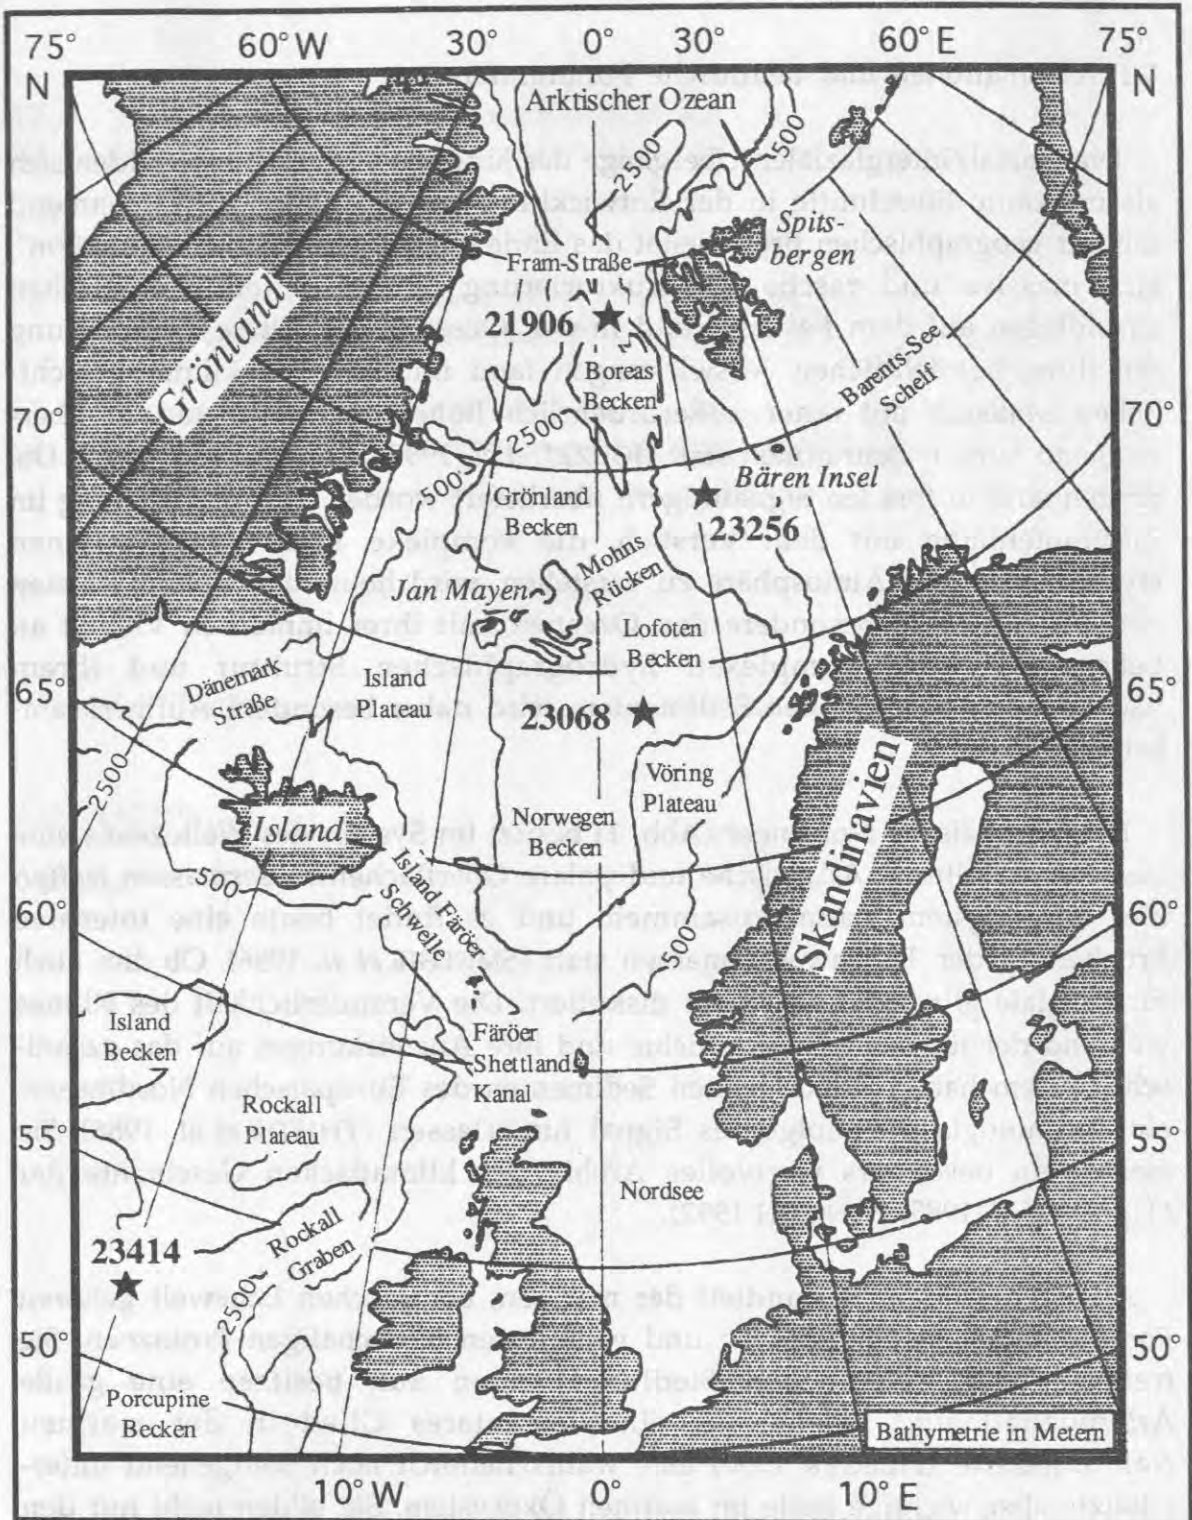 75° 60°W 30° 0° 30° 60°E 75°
N N
Arktischer Ozean
2500
1500
Spits-
bergen
Fram-Straße
21906
Grönland
Boreas
Becken
Barents-See
Schelf
70° 70°
2500
500
Grönland
Becken
Bären Insel
23256
Mohns
Rücken
Jan Mayen
Lofoten
Becken
65° 65°
Dänemark
Straße
Island
Plateau
23068
2500
Vöring
Plateau
Skandinavien
Island
Norwegen
Becken
500
Island-Färöer
Schwelle
60° 60°
500
Island
Becken
Färöer
Shettland
Kanal
Rockall
Plateau
55° 55°
Nordsee
23414
Rockall
Graben
2500
50° 50°
Porcupine
Becken
Bathymetrie in Metern
10°W 0° 10°E